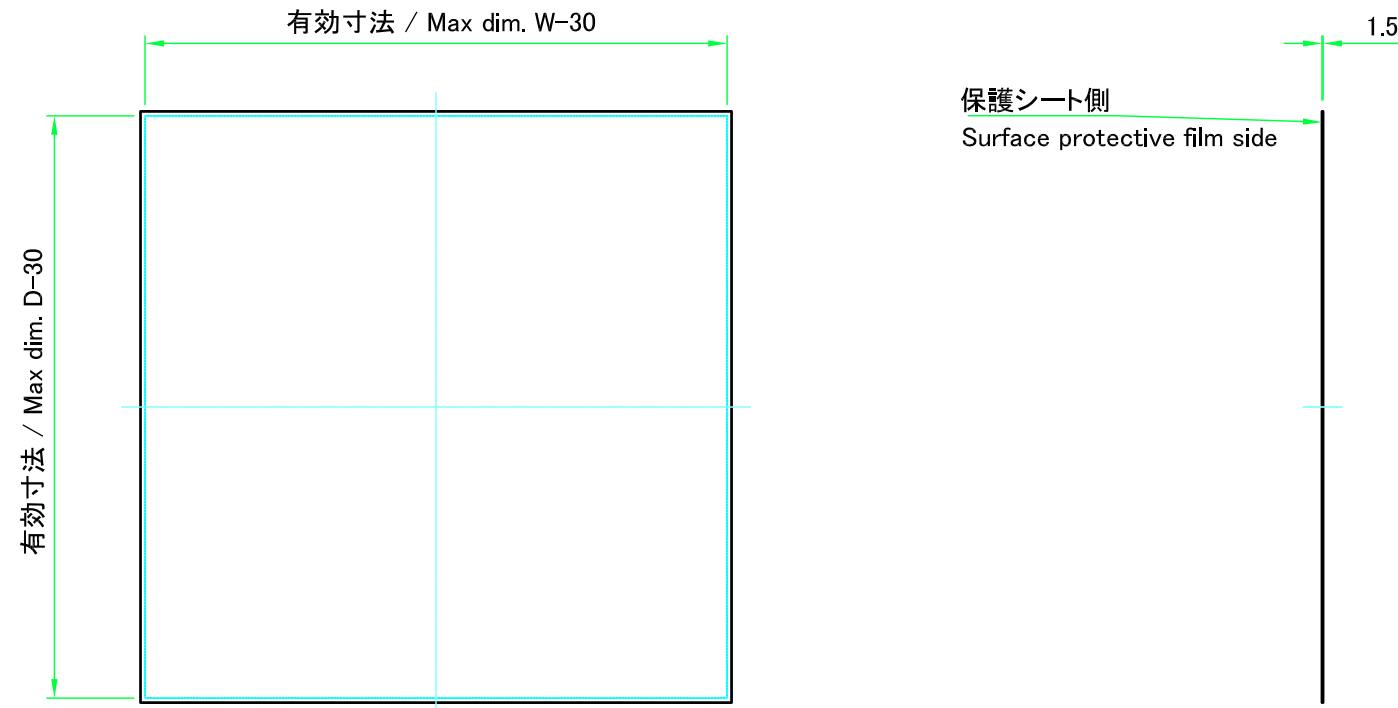 有効寸法 / Max dim. W-30
1.5
保護シート側
Surface protective film side
有効寸法 / Max dim. D-30